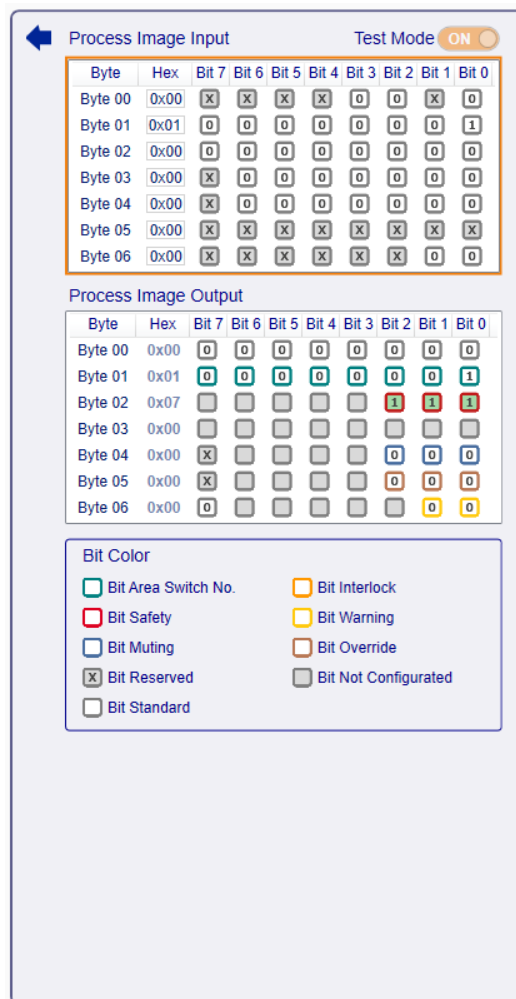 Process Image Input Test Mode ON
Byte Hex Bit 7 Bit 6 Bit 5 Bit 4 Bit 3 Bit 2 Bit 1 Bit 0
Byte 00 0x00 X X X X 0 0 X 0
Byte 01 0x01 0 0 0 0 0 0 0 1
Byte 02 0x00 0 0 0 0 0 0 0 0
Byte 03 0x00 X 0 0 0 0 0 0 0
Byte 04 0x00 X 0 0 0 0 0 0 0
Byte 05 0x00 X X X X X X X X
Byte 06 0x00 X X X X X X 0 0
Process Image Output
Byte Hex Bit 7 Bit 6 Bit 5 Bit 4 Bit 3 Bit 2 Bit 1 Bit 0
Byte 00 0x00 0 0 0 0 0 0 0 0
Byte 01 0x01 0 0 0 0 0 0 0 1
Byte 02 0x07 1 1 1
Byte 03 0x00
Byte 04 0x00 X 0 0 0
Byte 05 0x00 X 0 0 0
Byte 06 0x00 0 0 0
Bit Color
Bit Area Switch No. Bit Interlock
Bit Safety Bit Warning
Bit Muting Bit Override
X Bit Reserved Bit Not Configurated
Bit Standard